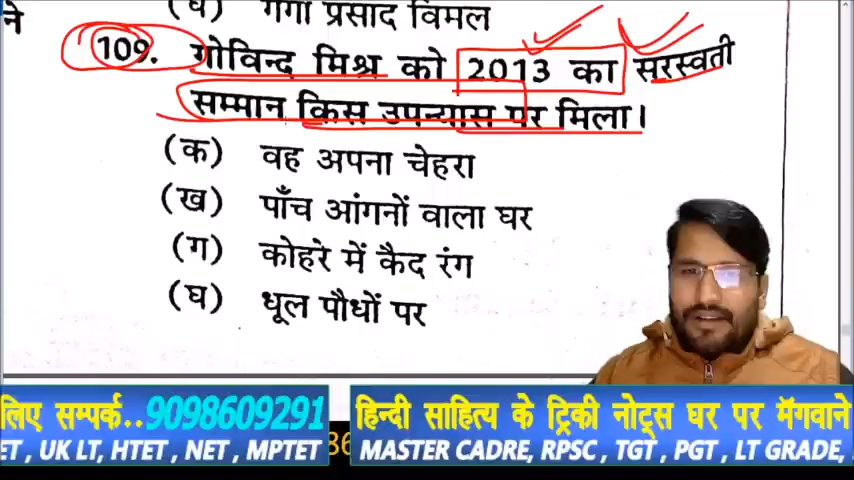 ने
(घ) गंगा प्रसाद विमल
109. गोविन्द मिश्र को 2013 का सरस्वती
सम्मान किस उपन्यास पर मिला।
(क) वह अपना चेहरा
(ख) पाँच आंगनों वाला घर
(ग) कोहरे में कैद रंग
(घ) धूल पौधों पर
लिए सम्पर्क..9098609291
ET , UK LT, HTET , NET , MPTET
हिन्दी साहित्य के ट्रिकी नोट्स घर पर मॅगवाने
MASTER CADRE, RPSC , TGT , PGT , LT GRADE,